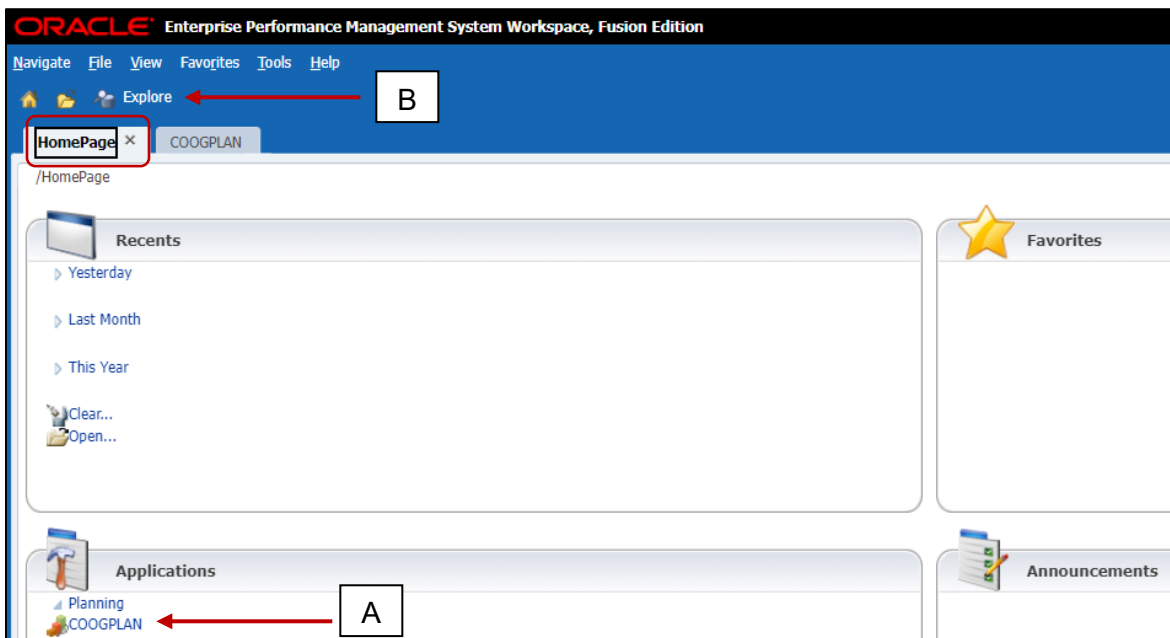 ORACLE Enterprise Performance Management System Workspace, Fusion Edition
Navigate File View Favorites Tools Help
Explore
B
HomePage × COOGPLAN
/HomePage
Recents
Favorites
Yesterday
Last Month
This Year
Clear...
Open...
Applications
Announcements
Planning
COOGPLAN
A